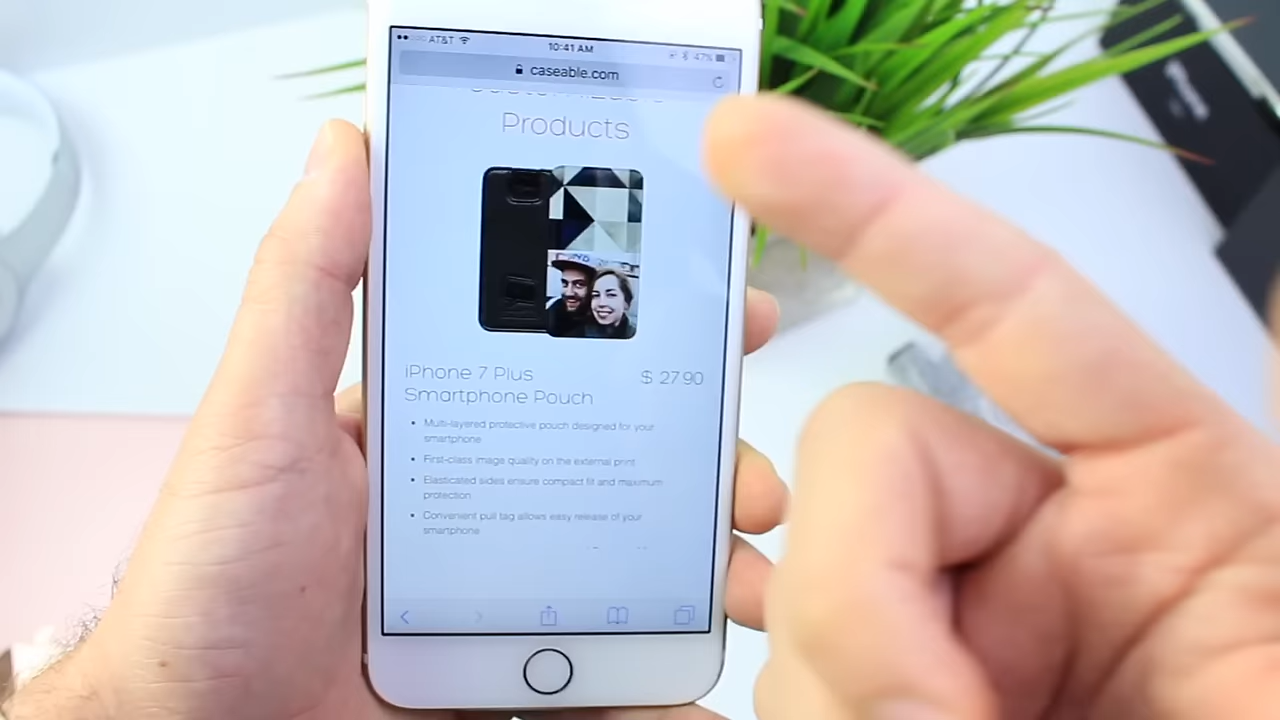 AT&T
10:41 AM
47%
caseable.com
Products
iPhone 7 Plus
Smartphone Pouch
$ 27.90
Multi-layered protective pouch designed for your
smartphone
First-class image quality on the external print
Elasticated sides ensure compact fit and maximum
protection
Convenient pull tag allows easy release of your
smartphone